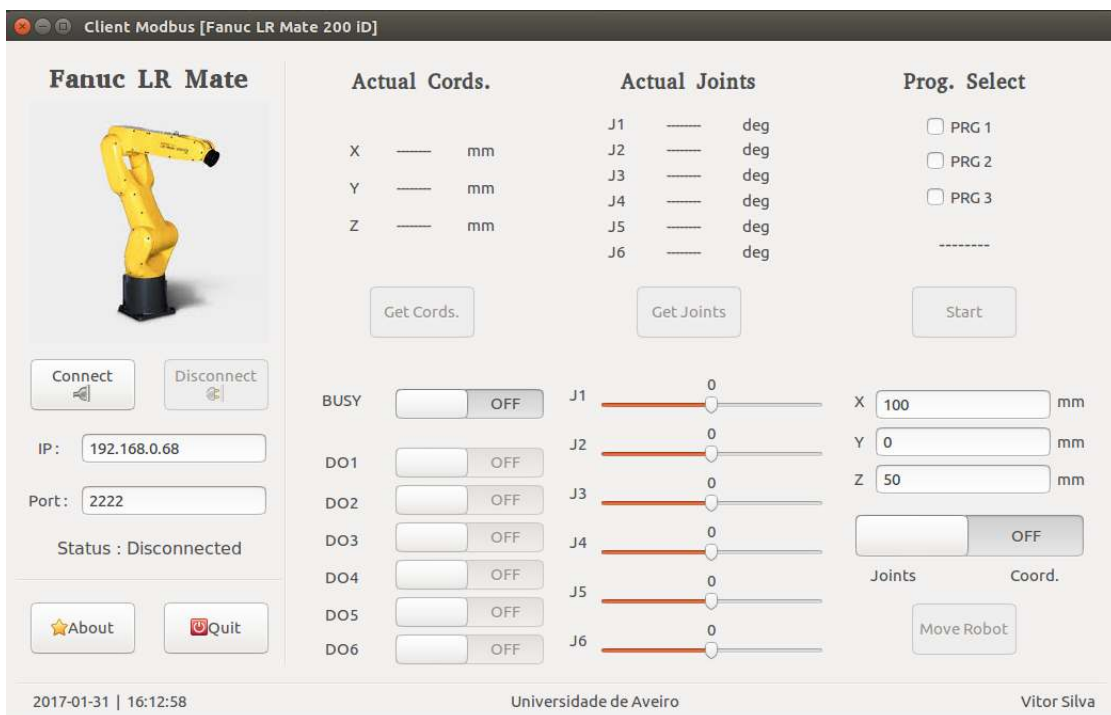 Client Modbus [Fanuc LR Mate 200 iD]
Fanuc LR Mate
Connect
Disconnect
IP : 192.168.0.68
Port : 2222
Status : Disconnected
About
Quit
Actual Cords.
X -------- mm
Y -------- mm
Z -------- mm
Get Cords.
Actual Joints
J1 -------- deg
J2 -------- deg
J3 -------- deg
J4 -------- deg
J5 -------- deg
J6 -------- deg
Get Joints
Prog. Select
PRG 1
PRG 2
PRG 3
--------
Start
BUSY OFF
DO1 OFF
DO2 OFF
DO3 OFF
DO4 OFF
DO5 OFF
DO6 OFF
J1 0
J2 0
J3 0
J4 0
J5 0
J6 0
X 100 mm
Y 0 mm
Z 50 mm
OFF
Joints Coord.
Move Robot
2017-01-31 | 16:12:58
Universidade de Aveiro
Vitor Silva